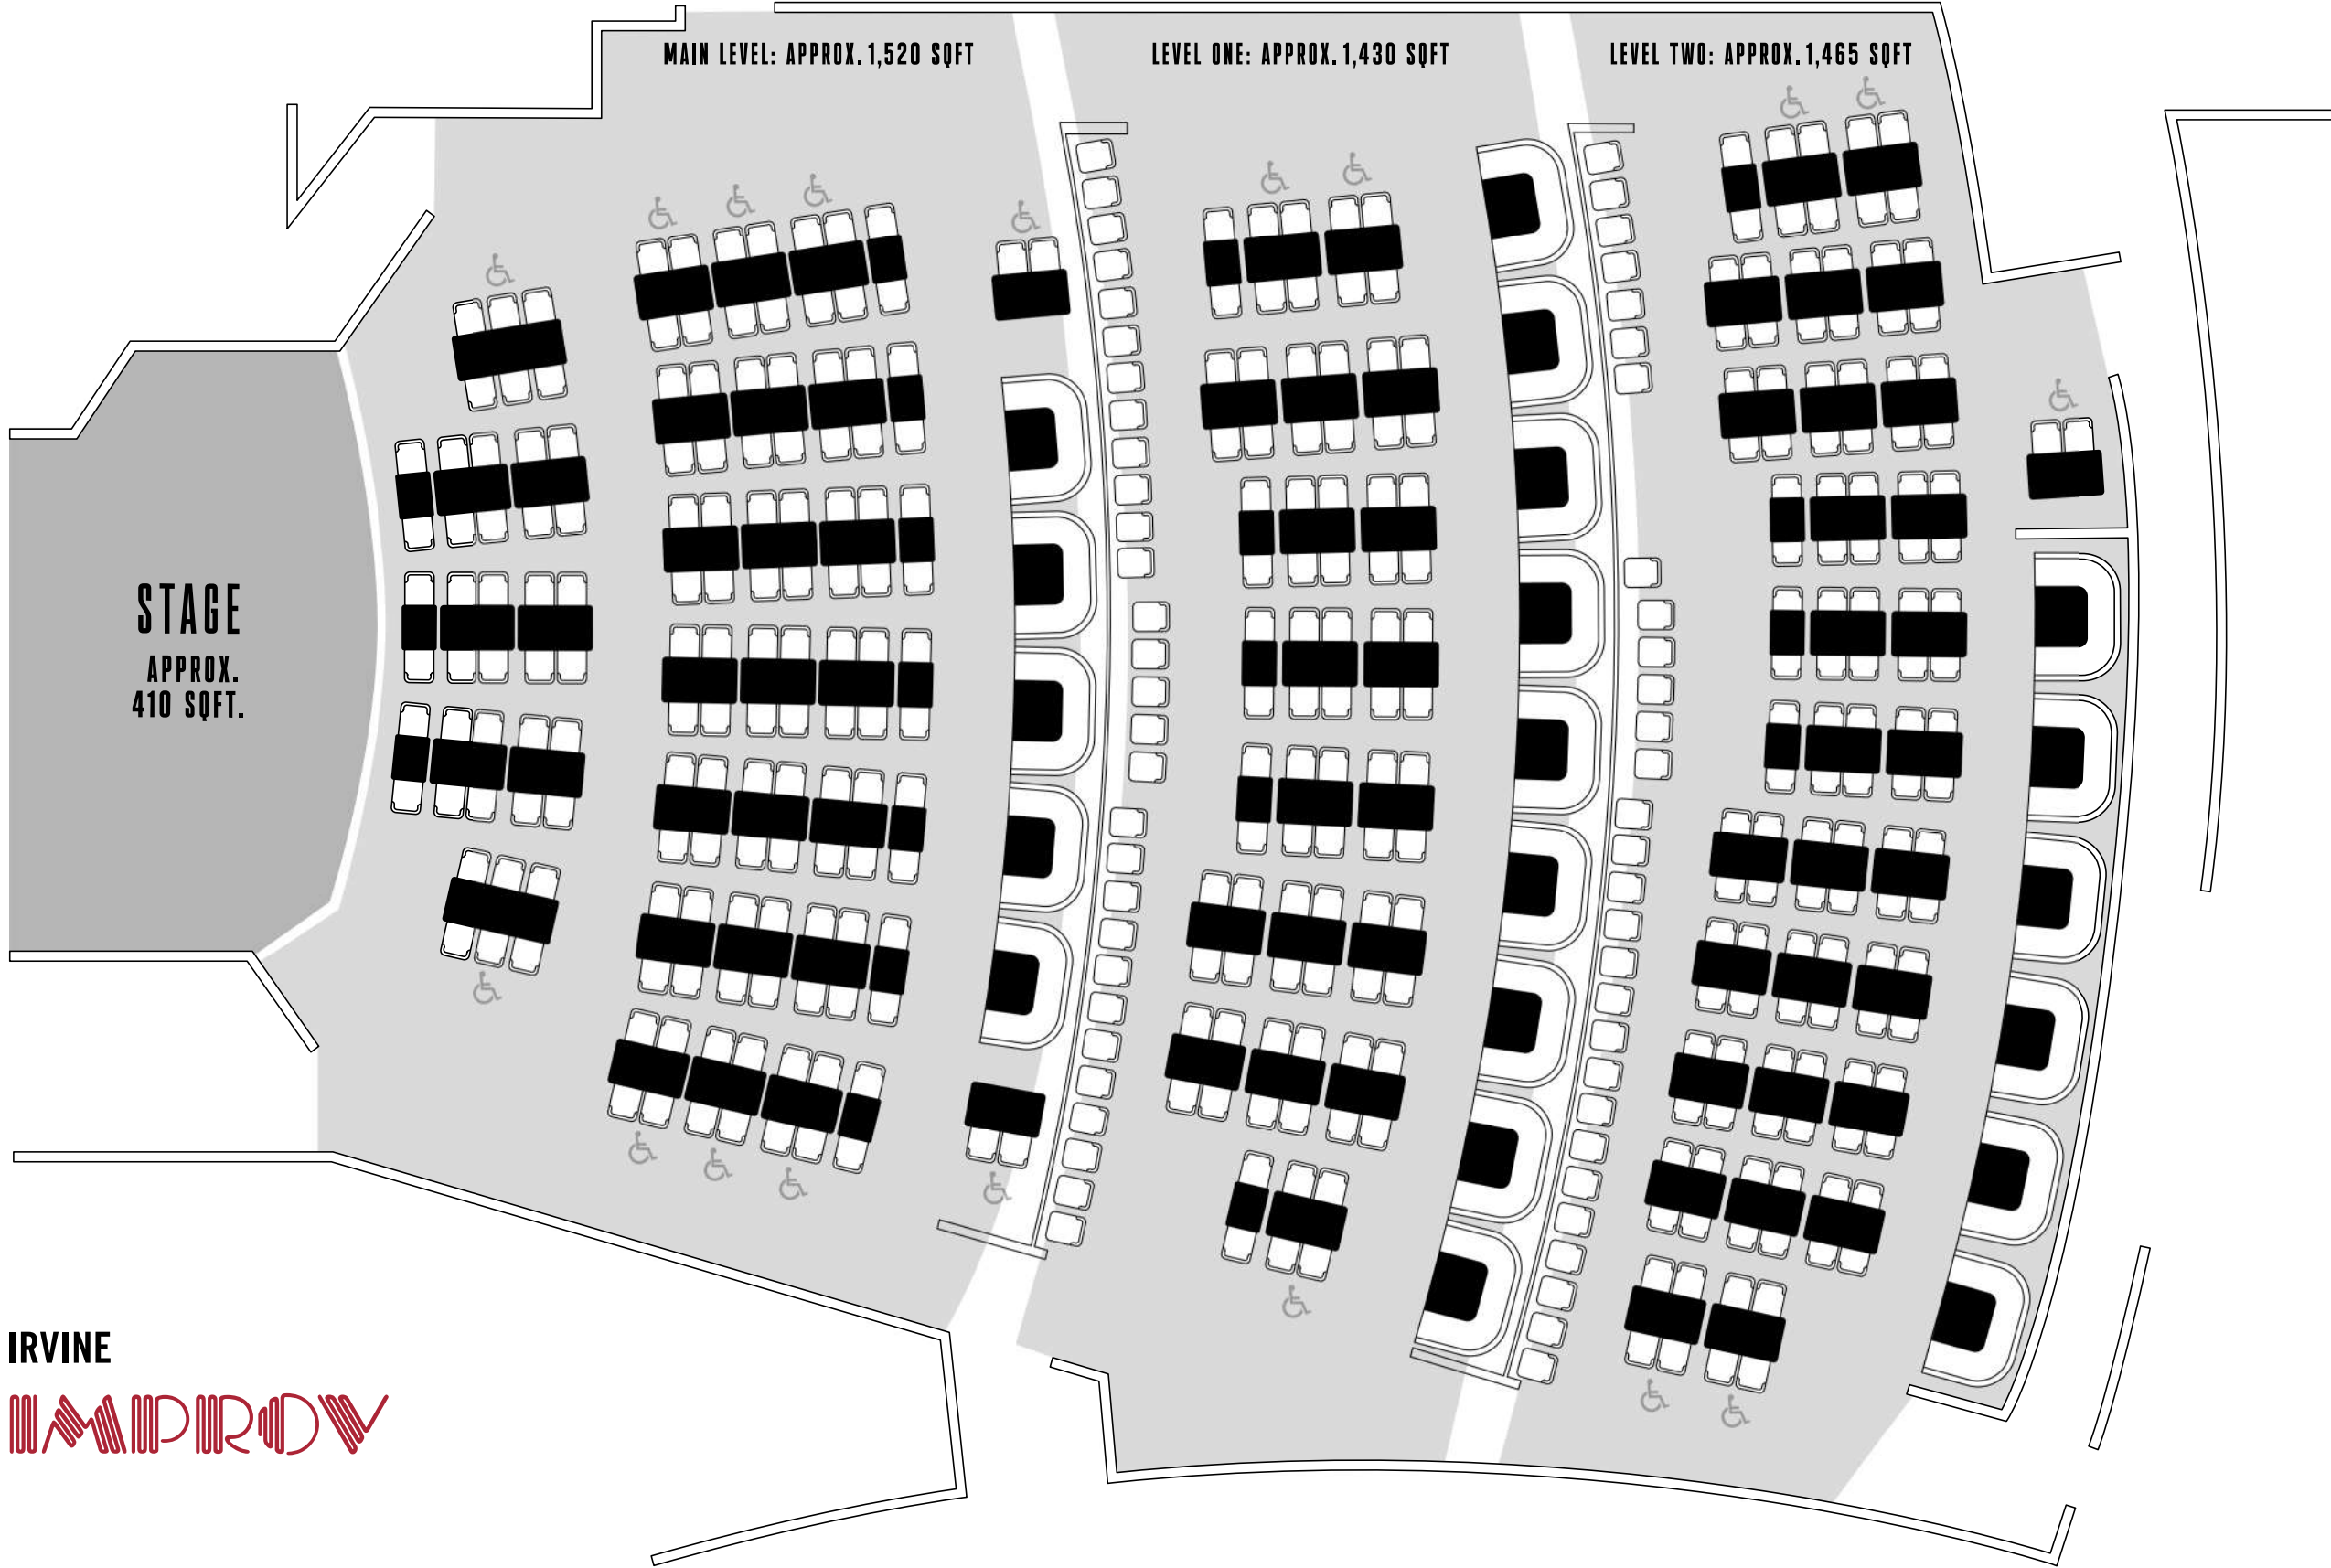 MAIN LEVEL: APPROX. 1,520 SQFT
LEVEL ONE: APPROX. 1,430 SQFT
LEVEL TWO: APPROX. 1,465 SQFT
STAGE
APPROX.
410 SQFT.
IRVINE
IMPROV